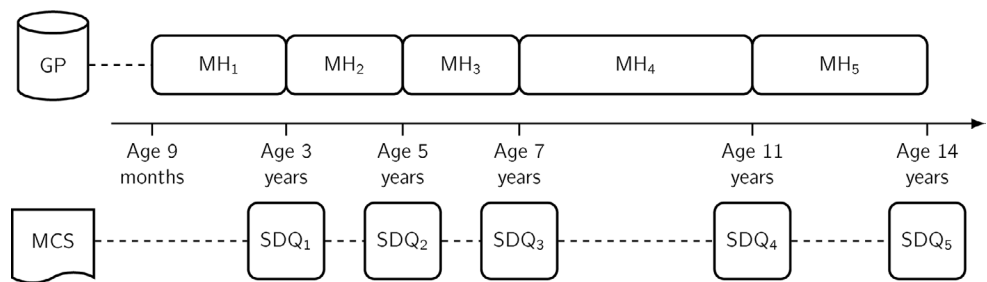 GP MH₁ MH₂ MH₃ MH₄ MH₅
Age 9 Age 3 Age 5 Age 7 Age 11 Age 14
months years years years years years
MCS SDQ₁ SDQ₂ SDQ₃ SDQ₄ SDQ₅